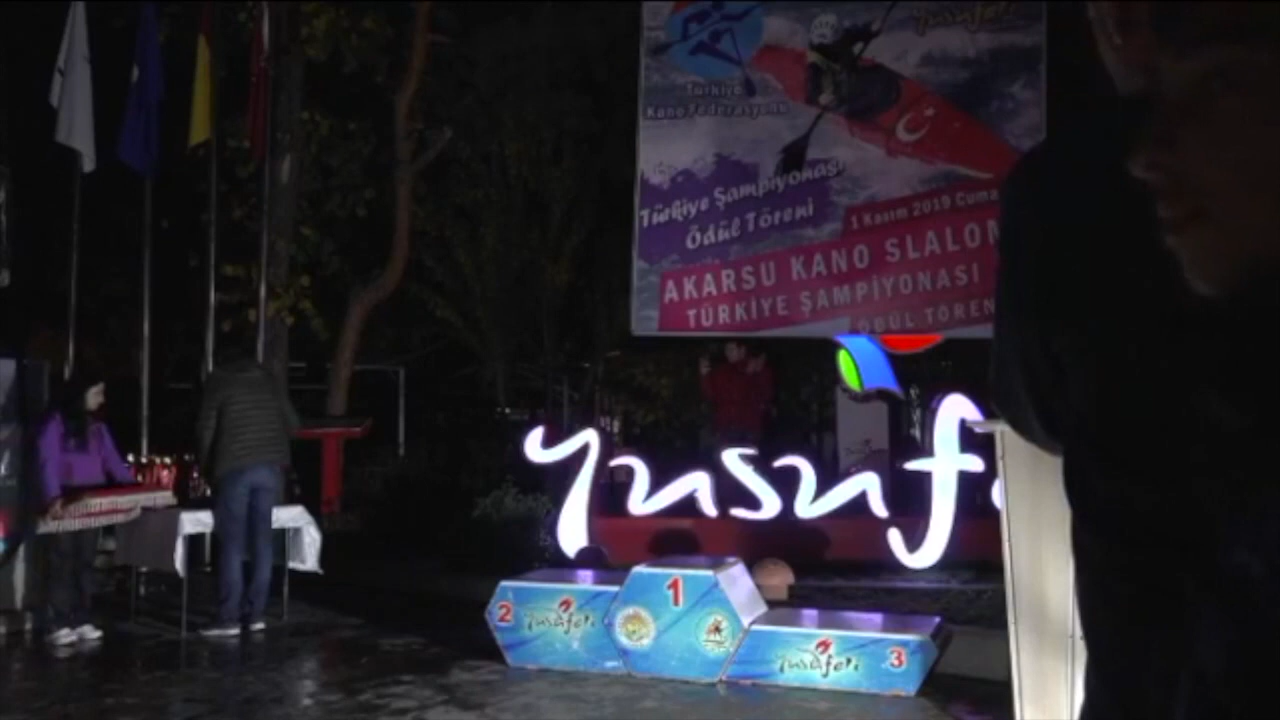 Yusufeli
Türkiye
Kano Federasyonu
Türkiye Şampiyonası
Ödül Töreni
1 Kasım 2019 Cuma
AKARSU KANO SLALOM
TÜRKİYE ŞAMPİYONASI
ÖDÜL TÖREN
Yusufe
1
2 Yusufeli
Yusufeli 3